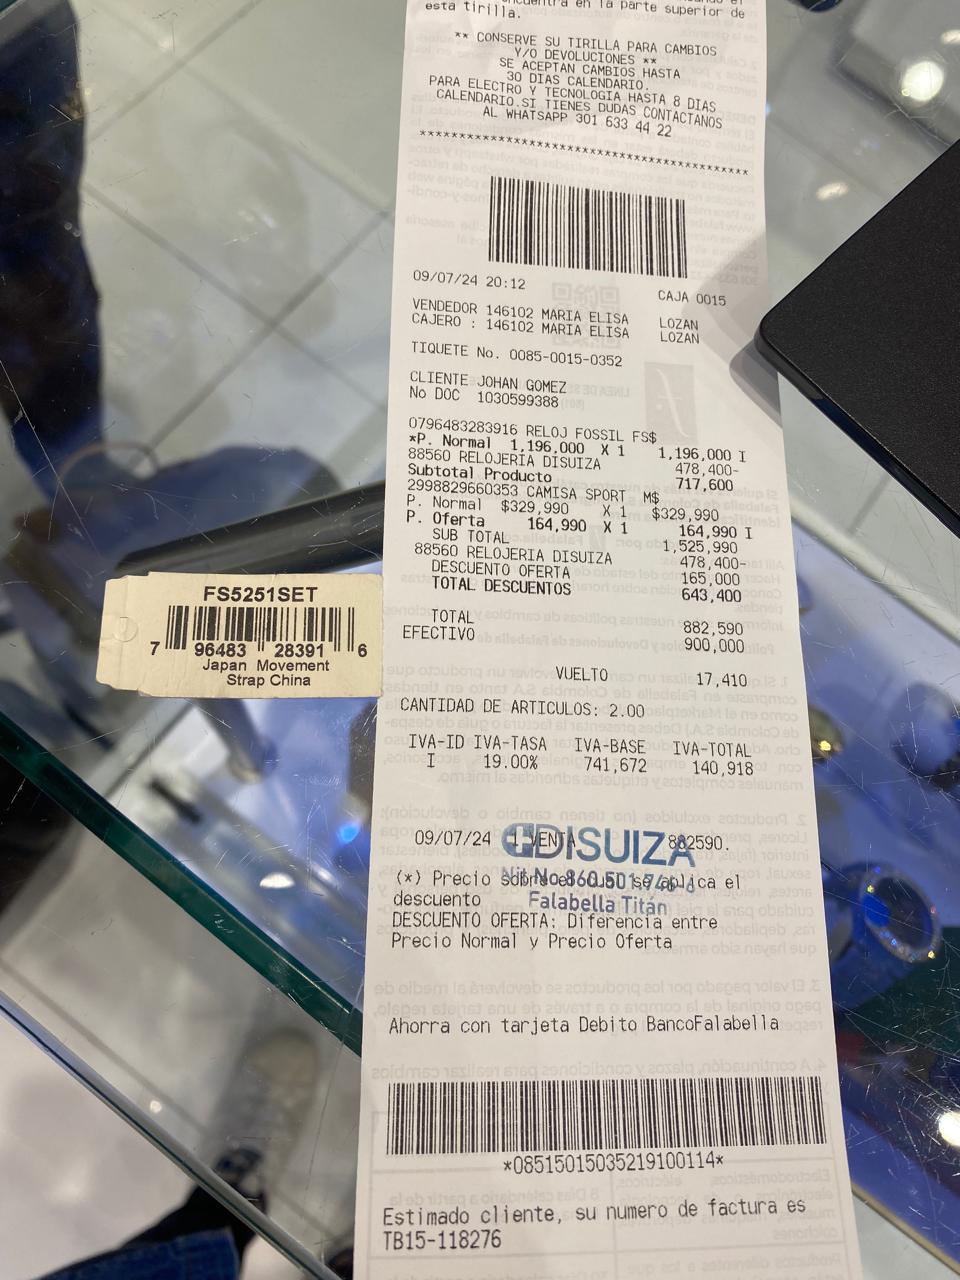 encuentra en la parte superior de
esta tirilla.
** CONSERVE SU TIRILLA PARA CAMBIOS
Y/O DEVOLUCIONES **
SE ACEPTAN CAMBIOS HASTA
30 DIAS CALENDARIO.
PARA ELECTRO Y TECNOLOGIA HASTA 8 DIAS
CALENDARIO.SI TIENES DUDAS CONTACTANOS
AL WHATSAPP 301 633 44 22
****************************************
09/07/24 20:12 CAJA 0015
VENDEDOR 146102 MARIA ELISA LOZAN
CAJERO : 146102 MARIA ELISA LOZAN
TIQUETE No. 0085-0015-0352
CLIENTE JOHAN GOMEZ
No DOC 1030599388
0796483283916 RELOJ FOSSIL FS$
*P. Normal 1,196,000 X 1 1,196,000 I
88560 RELOJERIA DISUIZA 478,400-
Subtotal Producto 717,600
2998829660353 CAMISA SPORT M$
P. Normal $329,990 X 1 $329,990
P. Oferta 164,990 X 1 164,990 I
SUB TOTAL 1,525,990
88560 RELOJERIA DISUIZA 478,400-
DESCUENTO OFERTA 165,000
TOTAL DESCUENTOS 643,400
TOTAL 882,590
EFECTIVO 900,000
VUELTO 17,410
CANTIDAD DE ARTICULOS: 2.00
IVA-ID IVA-TASA IVA-BASE IVA-TOTAL
I 19.00% 741,672 140,918
09/07/24 1 VENTA 882590.
DISUIZA
(*) Precio sobre el cual se aplica el
descuento
Falabella Titán
DESCUENTO OFERTA: Diferencia entre
Precio Normal y Precio Oferta
Ahorra con tarjeta Debito BancoFalabella
*08515015035219100114*
Estimado cliente, su numero de factura es
TB15-118276
FS5251SET
7 96483 28391 6
Japan Movement
Strap China